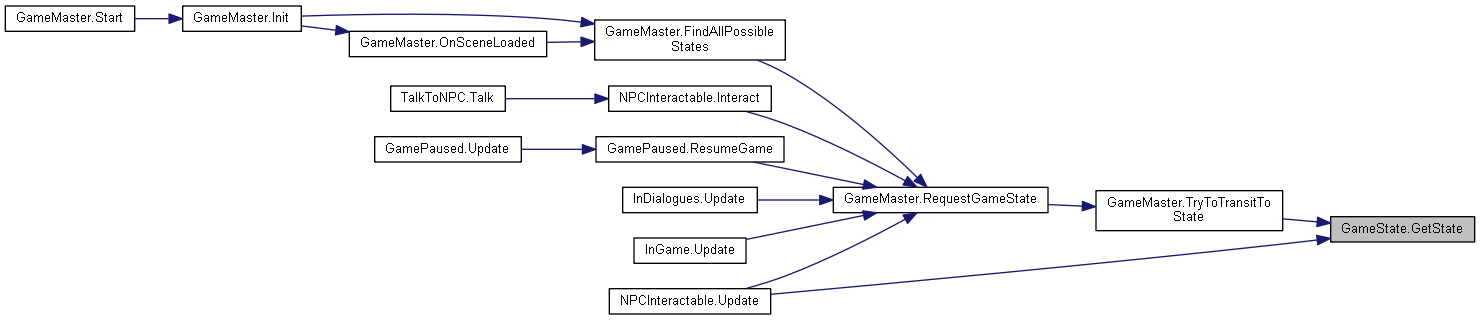 GameMaster.Start
GameMaster.Init
GameMaster.OnSceneLoaded
GameMaster.FindAllPossible
States
TalkToNPC.Talk
NPCInteractable.Interact
GamePaused.Update
GamePaused.ResumeGame
InDialogues.Update
InGame.Update
NPCInteractable.Update
GameMaster.RequestGameState
GameMaster.TryToTransitTo
State
GameState.GetState